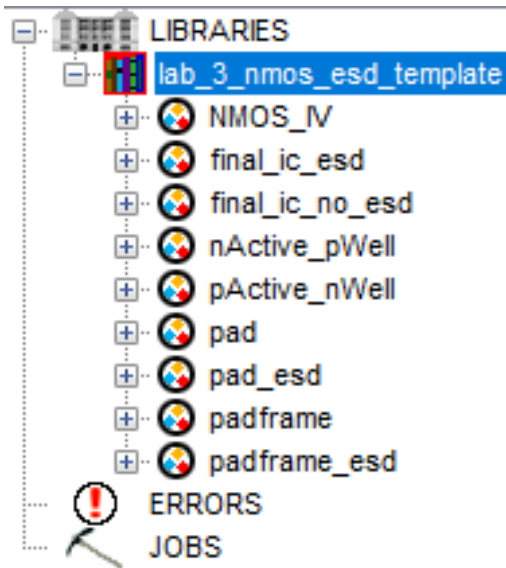 LIBRARIES
lab_3_nmos_esd_template
NMOS_IV
final_ic_esd
final_ic_no_esd
nActive_pWell
pActive_nWell
pad
pad_esd
padframe
padframe_esd
ERRORS
JOBS